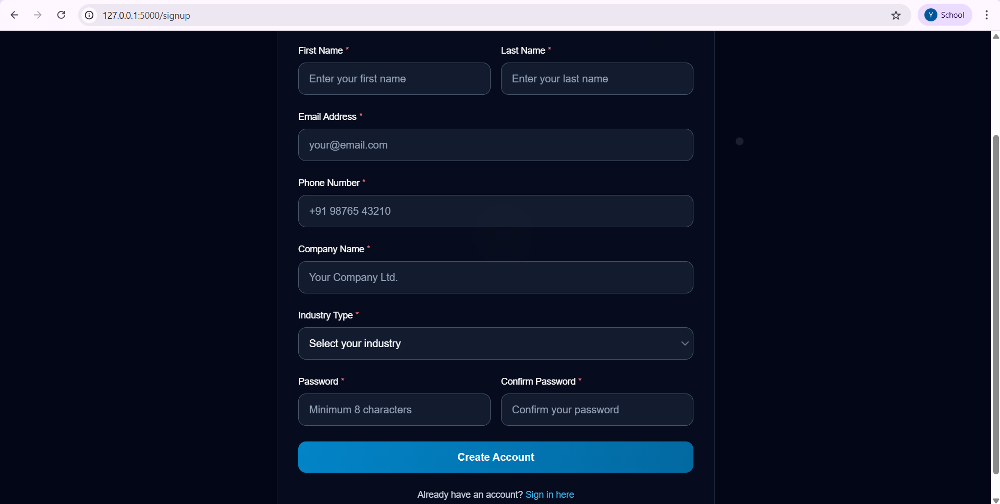 127.0.0.1:5000/signup
Y School
First Name * Last Name *
Enter your first name Enter your last name
Email Address *
your@email.com
Phone Number *
+91 98765 43210
Company Name *
Your Company Ltd.
Industry Type *
Select your industry
Password * Confirm Password *
Minimum 8 characters Confirm your password
Create Account
Already have an account? Sign in here